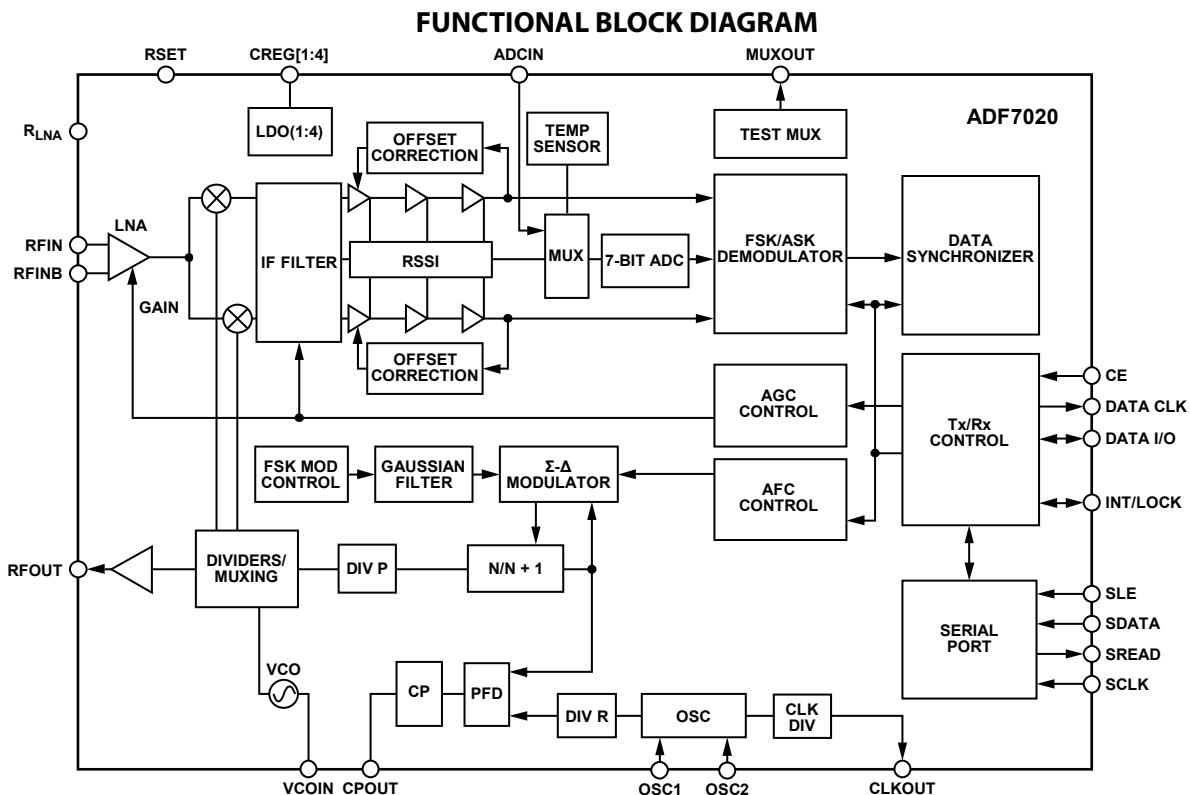 FUNCTIONAL BLOCK DIAGRAM
RSET
CREG[1:4]
ADCIN
MUXOUT
RLNA
LDO(1:4)
OFFSET
CORRECTION
TEMP
SENSOR
TEST MUX
ADF7020
LNA
RFIN
RFINB
GAIN
IF FILTER
RSSI
MUX
7-BIT ADC
FSK/ASK
DEMODULATOR
DATA
SYNCHRONIZER
OFFSET
CORRECTION
AGC
CONTROL
Tx/Rx
CONTROL
CE
DATA CLK
DATA I/O
INT/LOCK
FSK MOD
CONTROL
GAUSSIAN
FILTER
Σ-Δ
MODULATOR
AFC
CONTROL
RFOUT
DIVIDERS/
MUXING
DIV P
N/N + 1
SERIAL
PORT
SLE
SDATA
SREAD
SCLK
VCO
CP
PFD
DIV R
OSC
CLK
DIV
VCOIN
CPOUT
OSC1
OSC2
CLKOUT